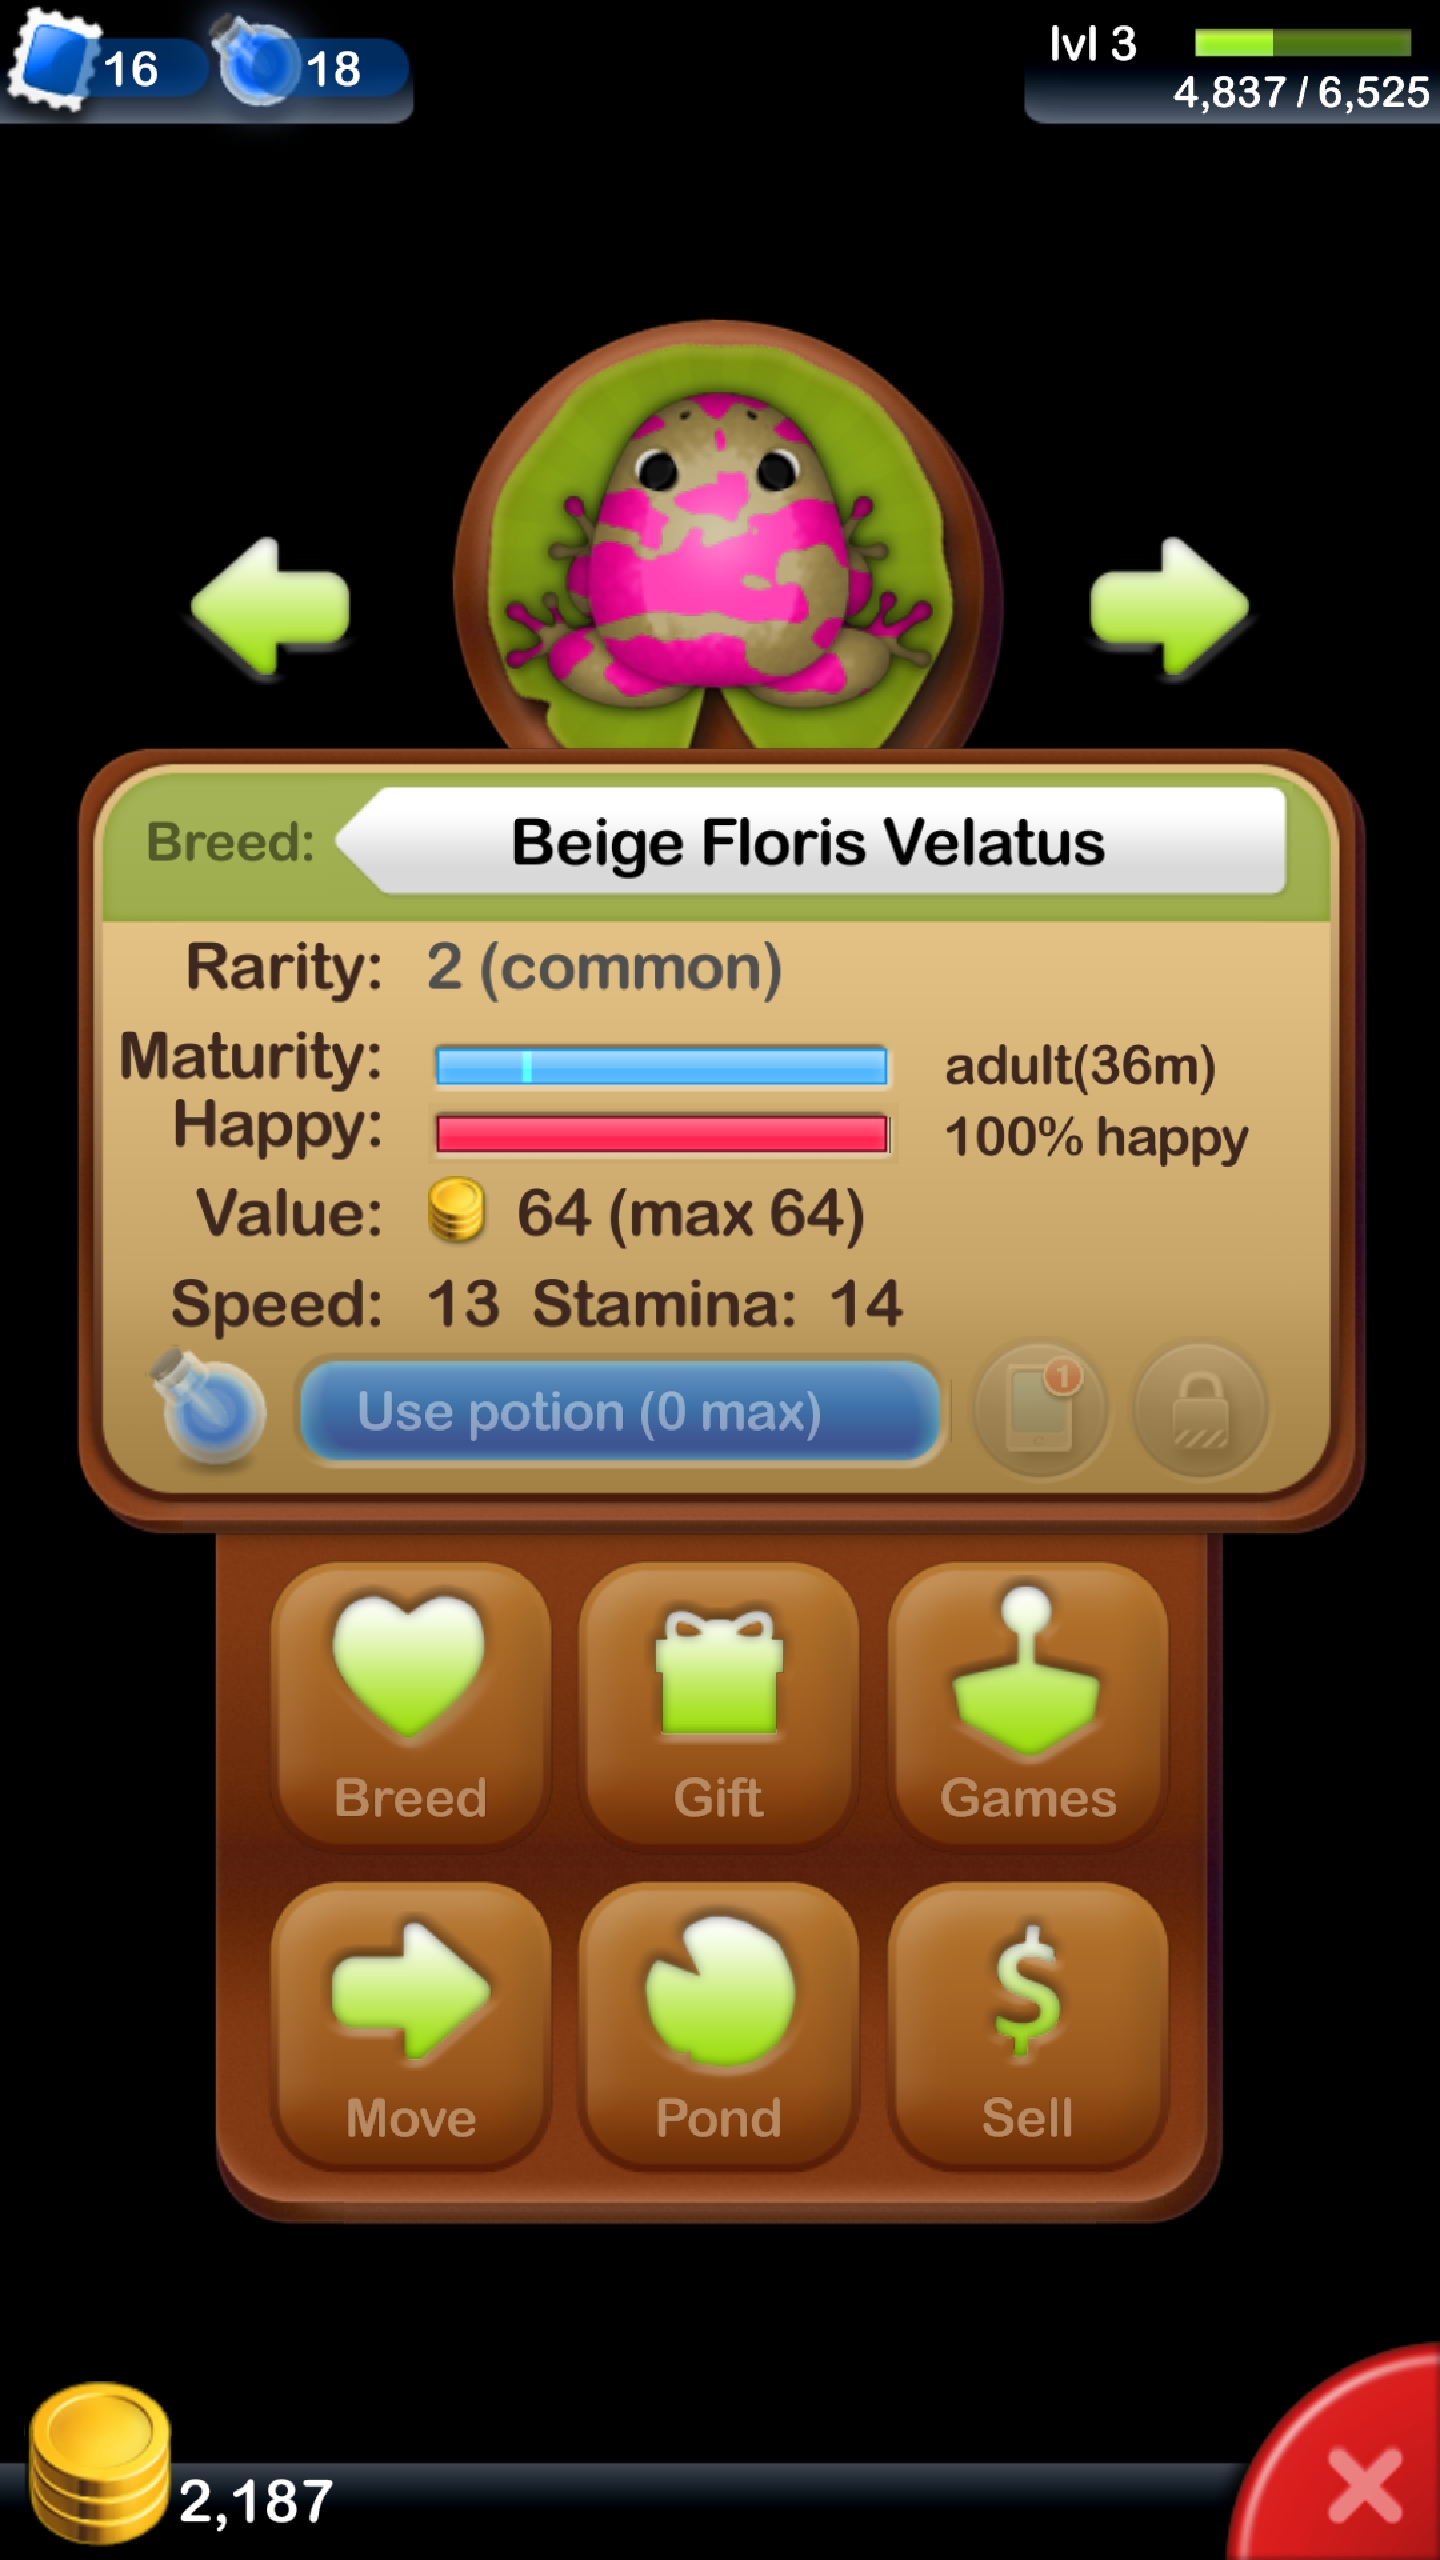 16
18
lvl 3
4,837 / 6,525
Breed: Beige Floris Velatus
Rarity: 2 (common)
Maturity: adult(36m)
Happy: 100% happy
Value: 64 (max 64)
Speed: 13 Stamina: 14
Use potion (0 max)
1
Breed Gift Games
Move Pond Sell
2,187